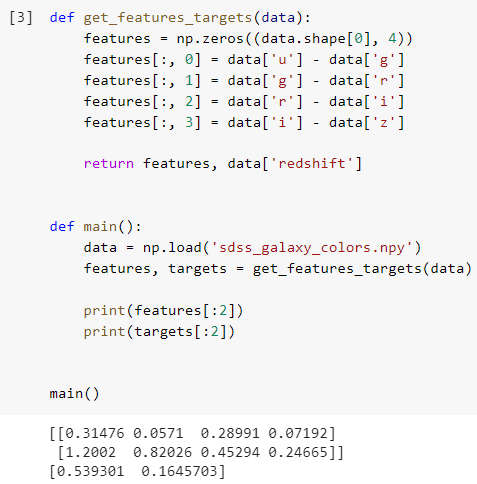 [3] def get_features_targets(data):
        features = np.zeros((data.shape[0], 4))
        features[:, 0] = data['u'] - data['g']
        features[:, 1] = data['g'] - data['r']
        features[:, 2] = data['r'] - data['i']
        features[:, 3] = data['i'] - data['z']
        return features, data['redshift']
    def main():
        data = np.load('sdss_galaxy_colors.npy')
        features, targets = get_features_targets(data)
        print(features[:2])
        print(targets[:2])
    main()
    [[0.31476 0.0571  0.28991 0.07192]
     [1.2002  0.82026 0.45294 0.24665]]
    [0.539301  0.1645703]